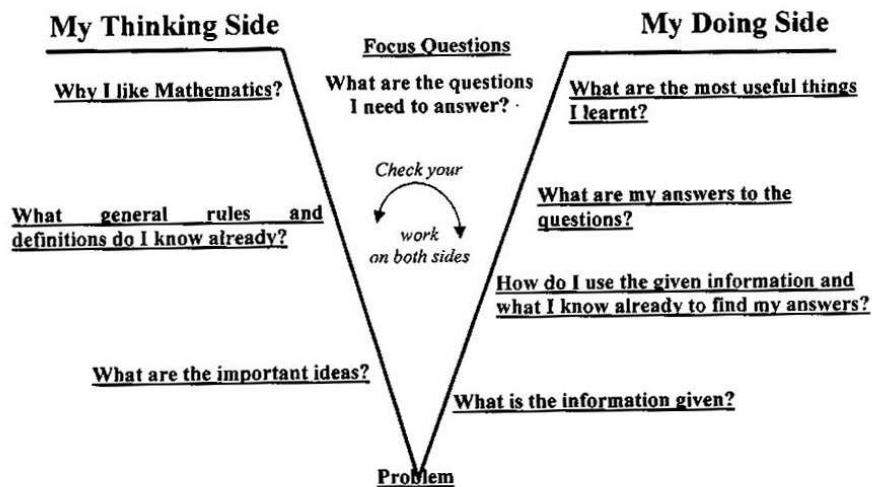 My Thinking Side
Why I like Mathematics?
What general rules and
definitions do I know already?
What are the important ideas?
Focus Questions
What are the questions
I need to answer?
Check your
work
on both sides
Problem
My Doing Side
What are the most useful things
I learnt?
What are my answers to the
questions?
How do I use the given information and
what I know already to find my answers?
What is the information given?